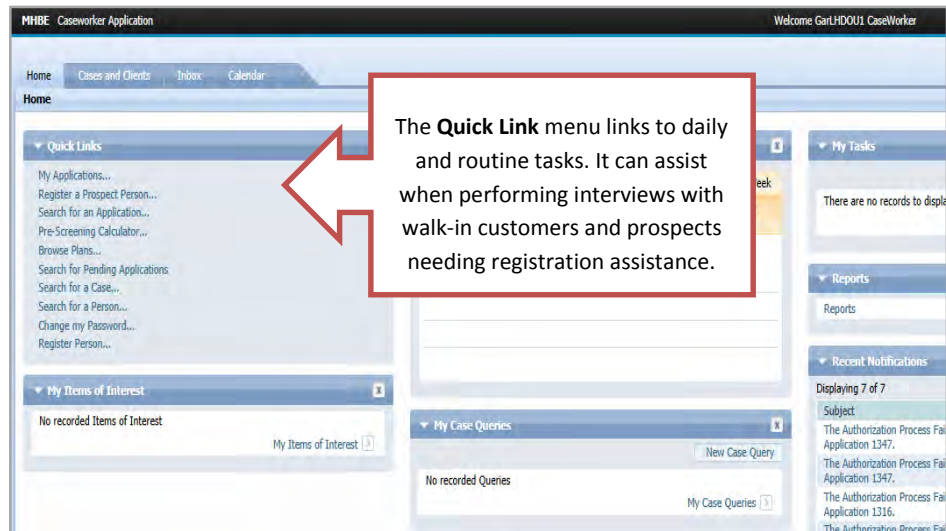 MHBE Caseworker Application
Welcome GarLHDOU1 CaseWorker
Home Cases and Clients Inbox Calendar
Home
Quick Links
My Applications...
Register a Prospect Person...
Search for an Application...
Pre-Screening Calculator...
Browse Plans...
Search for Pending Applications
Search for a Case...
Search for a Person...
Change my Password...
Register Person...
The Quick Link menu links to daily
and routine tasks. It can assist
when performing interviews with
walk-in customers and prospects
needing registration assistance.
My Items of Interest
No recorded Items of Interest
My Items of Interest
My Case Queries
New Case Query
No recorded Queries
My Case Queries
My Tasks
There are no records to displa
Reports
Reports
Recent Notifications
Displaying 7 of 7
Subject
The Authorization Process Fai
Application 1347.
The Authorization Process Fai
Application 1347.
The Authorization Process Fai
Application 1316.
The Authorization Process Fai